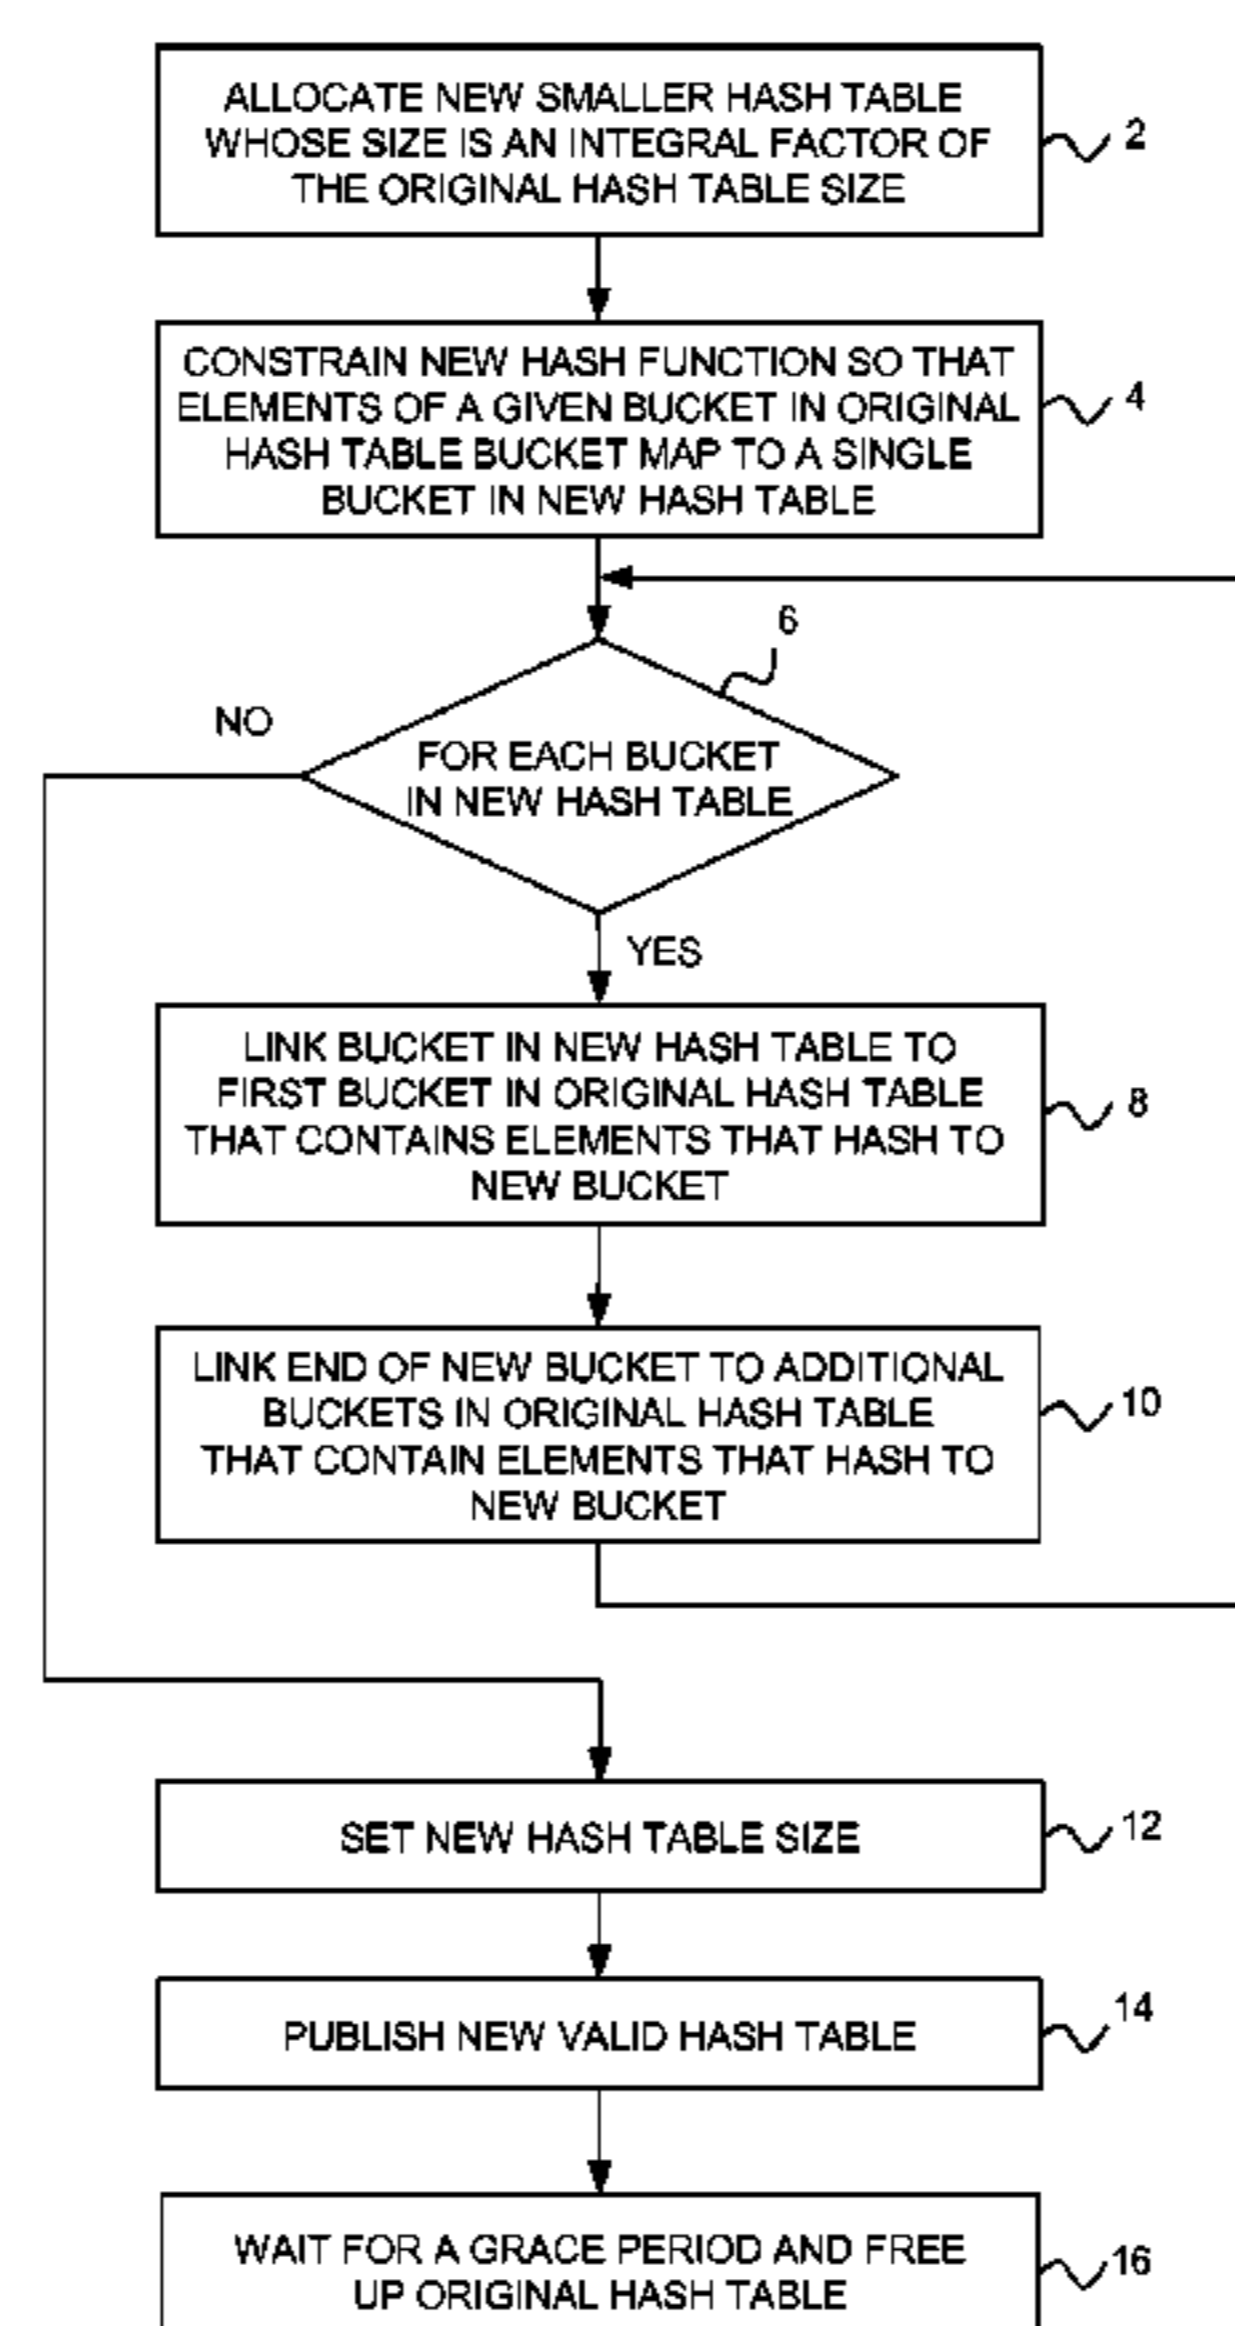 ALLOCATE NEW SMALLER HASH TABLE
WHOSE SIZE IS AN INTEGRAL FACTOR OF
THE ORIGINAL HASH TABLE SIZE
2
CONSTRAIN NEW HASH FUNCTION SO THAT
ELEMENTS OF A GIVEN BUCKET IN ORIGINAL
HASH TABLE BUCKET MAP TO A SINGLE
BUCKET IN NEW HASH TABLE
4
6
NO
FOR EACH BUCKET
IN NEW HASH TABLE
YES
LINK BUCKET IN NEW HASH TABLE TO
FIRST BUCKET IN ORIGINAL HASH TABLE
THAT CONTAINS ELEMENTS THAT HASH TO
NEW BUCKET
8
LINK END OF NEW BUCKET TO ADDITIONAL
BUCKETS IN ORIGINAL HASH TABLE
THAT CONTAIN ELEMENTS THAT HASH TO
NEW BUCKET
10
SET NEW HASH TABLE SIZE
12
PUBLISH NEW VALID HASH TABLE
14
WAIT FOR A GRACE PERIOD AND FREE
UP ORIGINAL HASH TABLE
16